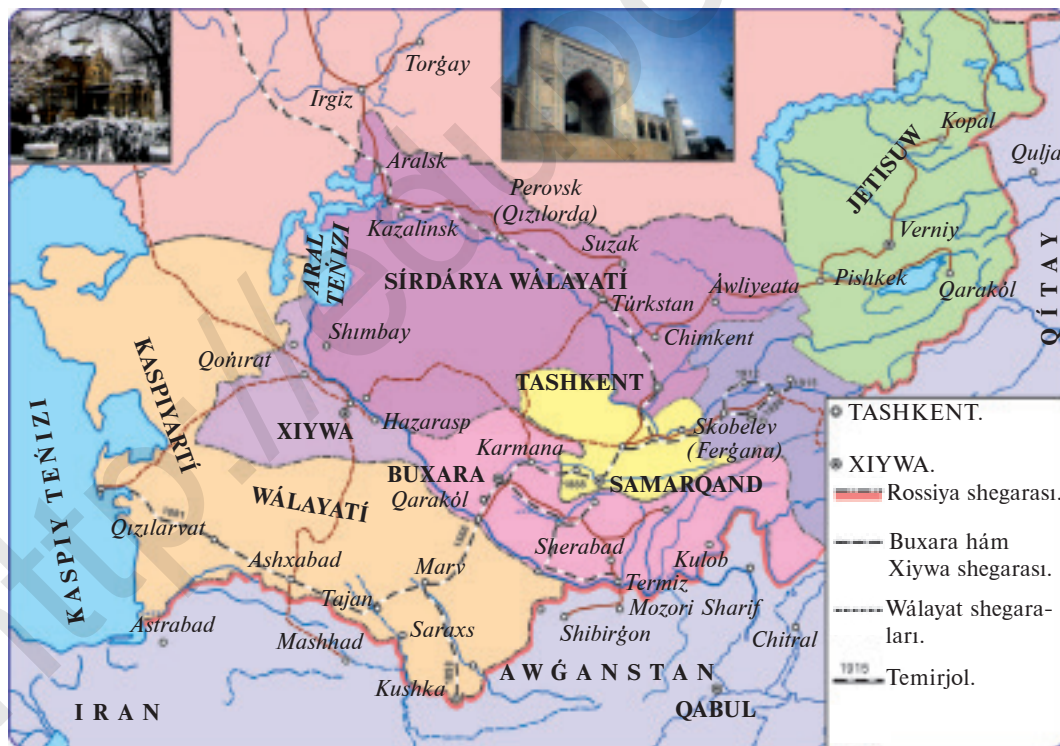 Torǵay
Irgiz
Kopal
Qulja
Aralsk
JETISUW
Perovsk
(Qızılorda)
Kazalinsk
Verniy
Suzak
ARAL
TEŃIZI
SÍRDÁRYA WÁLAYATÍ
Pishkek
Qarakól
QÍTAY
Túrkstan
Áwliyeata
Shımbay
Chimkent
Qońırat
KASPIYARTÍ
TASHKENT
KASPIY TEŃIZI
XIYWA
Hazarasp
Skobelev
(Ferǵana)
Karmana
BUXARA
Qarakól
SAMARQAND
WÁLAYATÍ
1881
Qızılarvat
Ashxabad
Sherabad
Kulob
Marv
Termiz
Tajan
Mozori Sharif
Astrabad
Mashhad
Saraxs
Shibirǵon
Chitral
AWǴANSTAN
Kushka
IRAN
QABUL
TASHKENT.
XIYWA.
Rossiya shegarası.
Buxara hám
Xiywa shegarası.
Wálayat shegara-
ları.
1916
Temirjol.